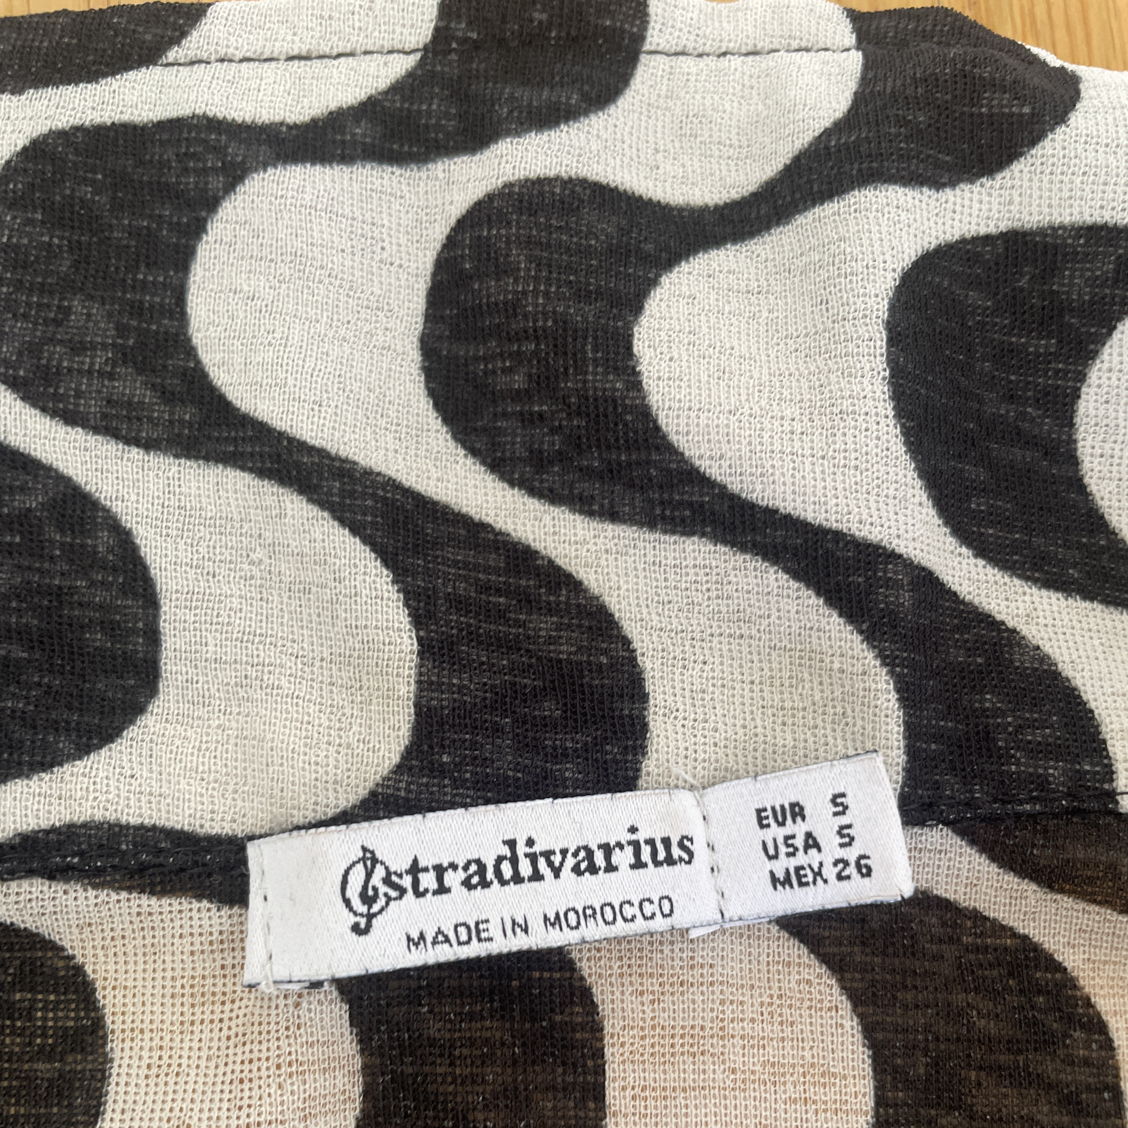 stradivarius
MADE IN MOROCCO
EUR S
USA S
MEX 26